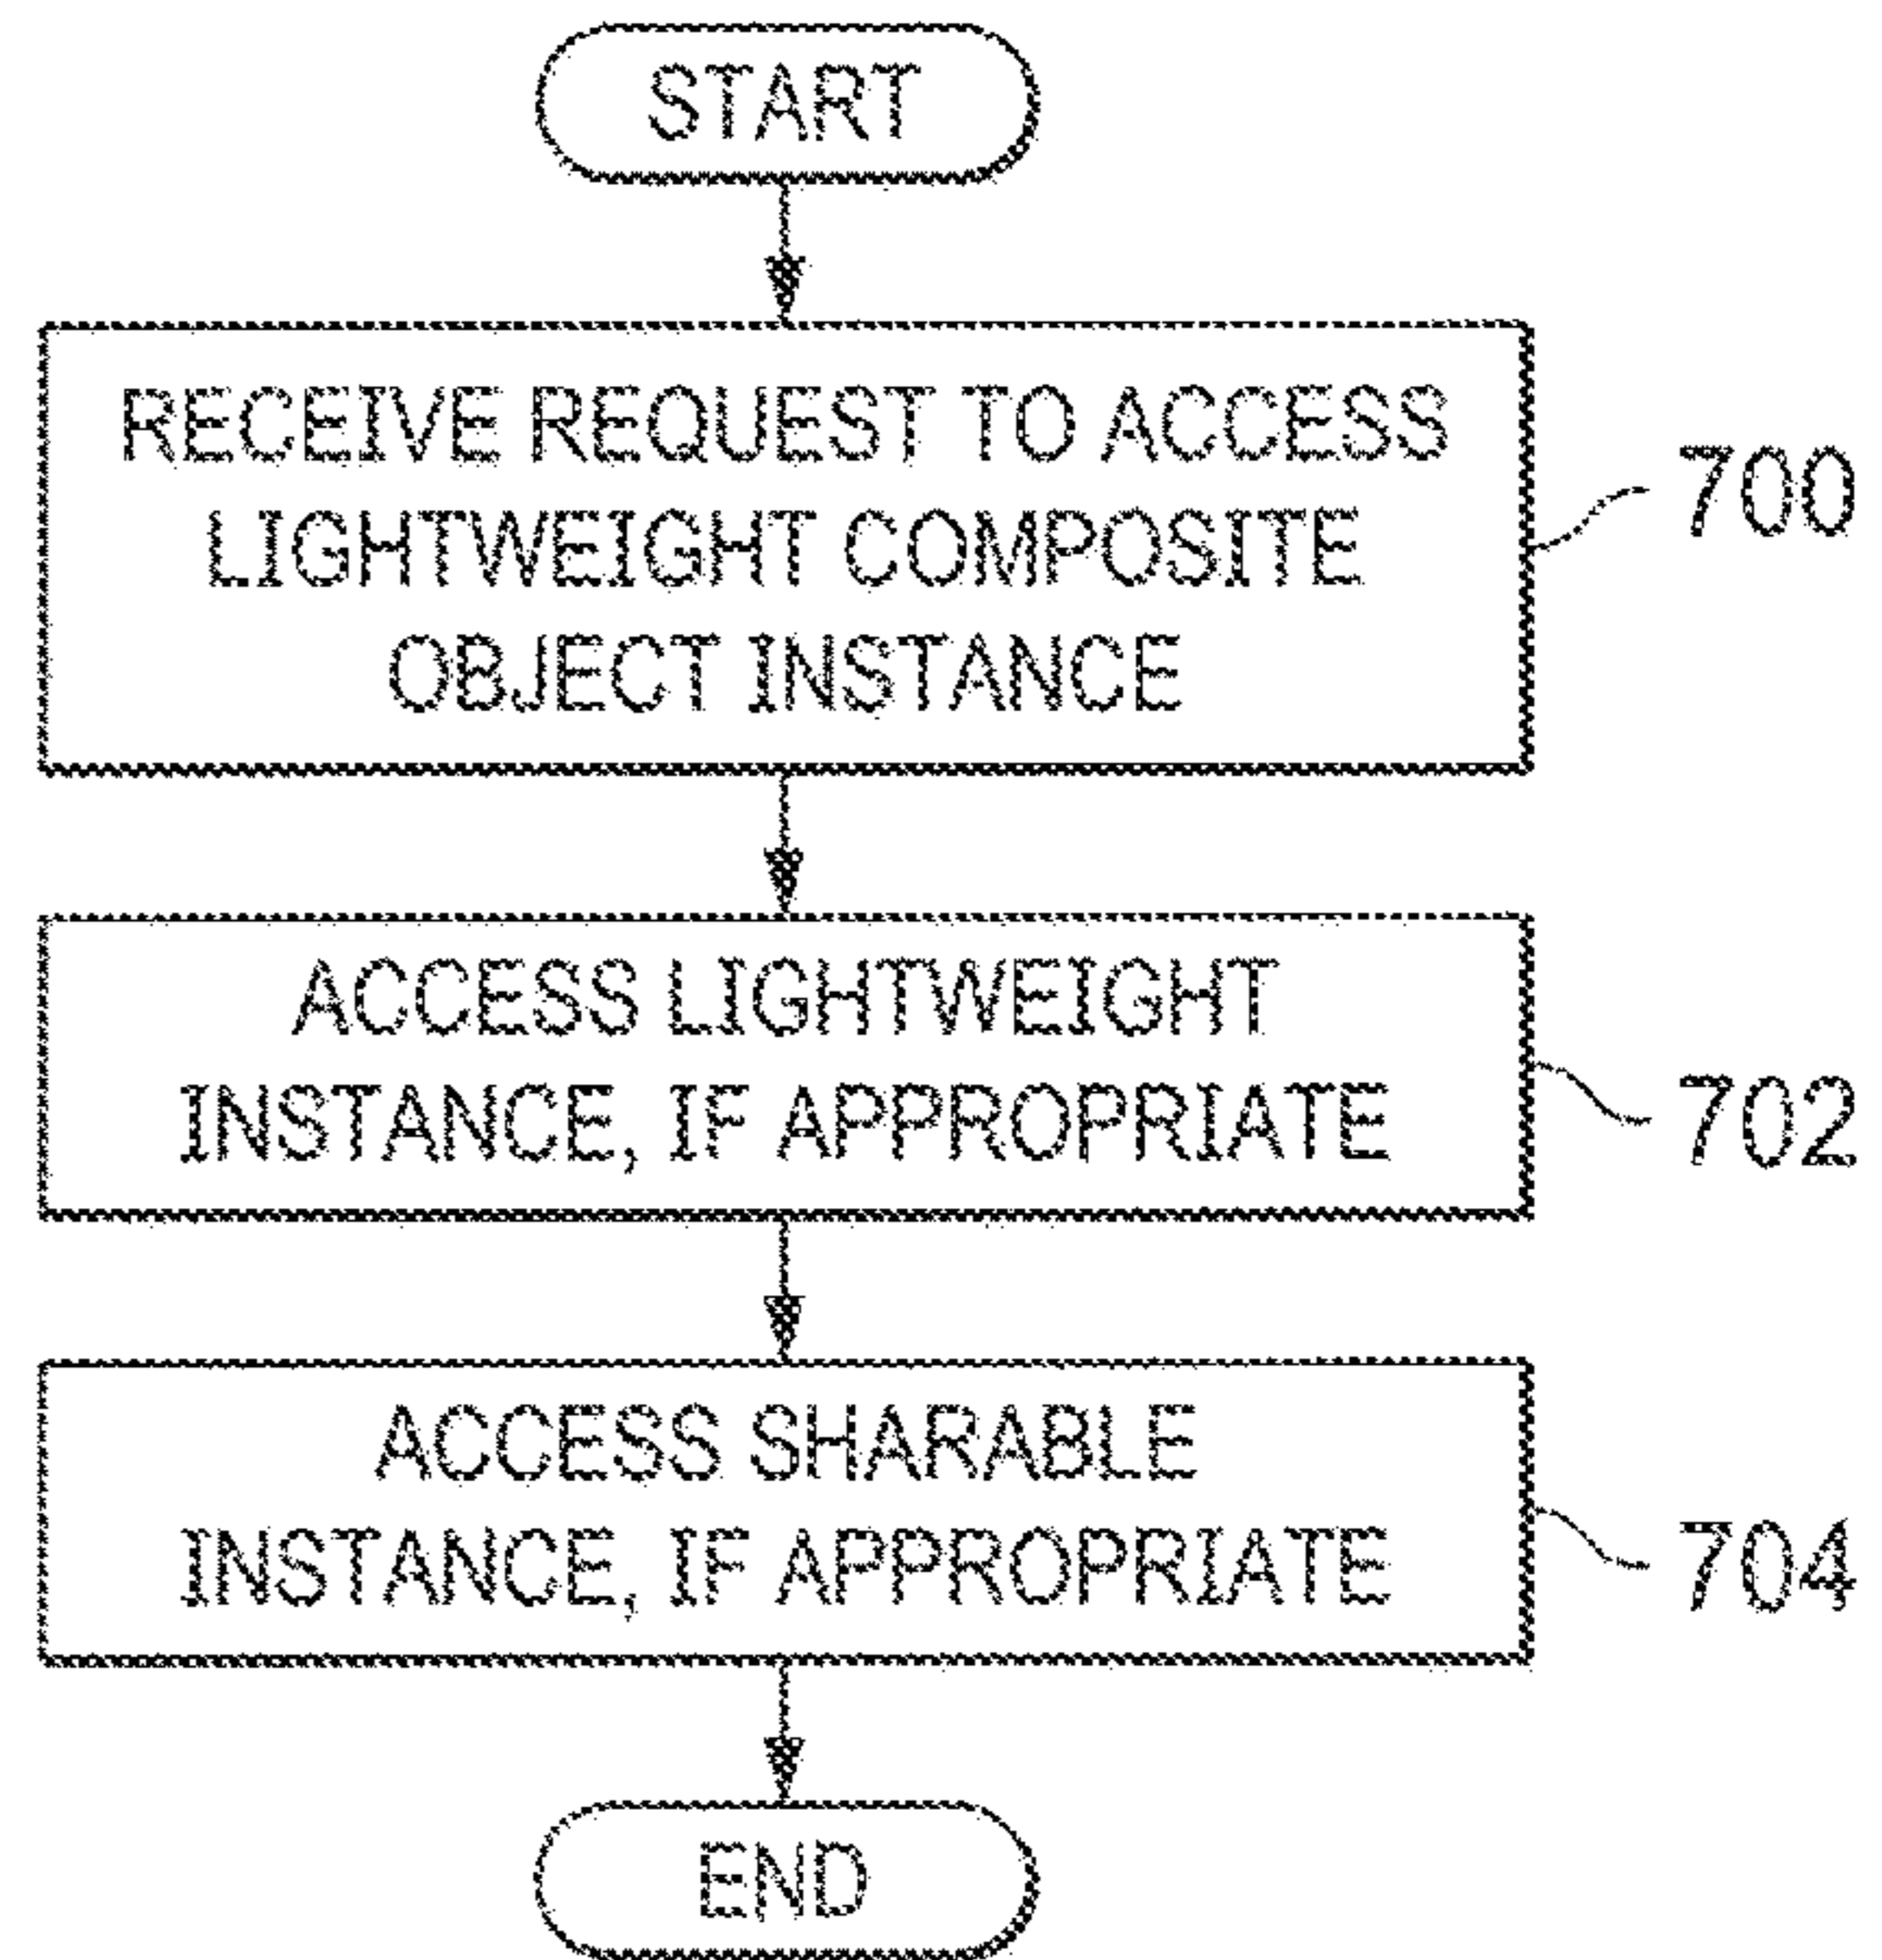 START
RECEIVE REQUEST TO ACCESS
LIGHTWEIGHT COMPOSITE
OBJECT INSTANCE
700
ACCESS LIGHTWEIGHT
INSTANCE, IF APPROPRIATE
702
ACCESS SHARABLE
INSTANCE, IF APPROPRIATE
704
END